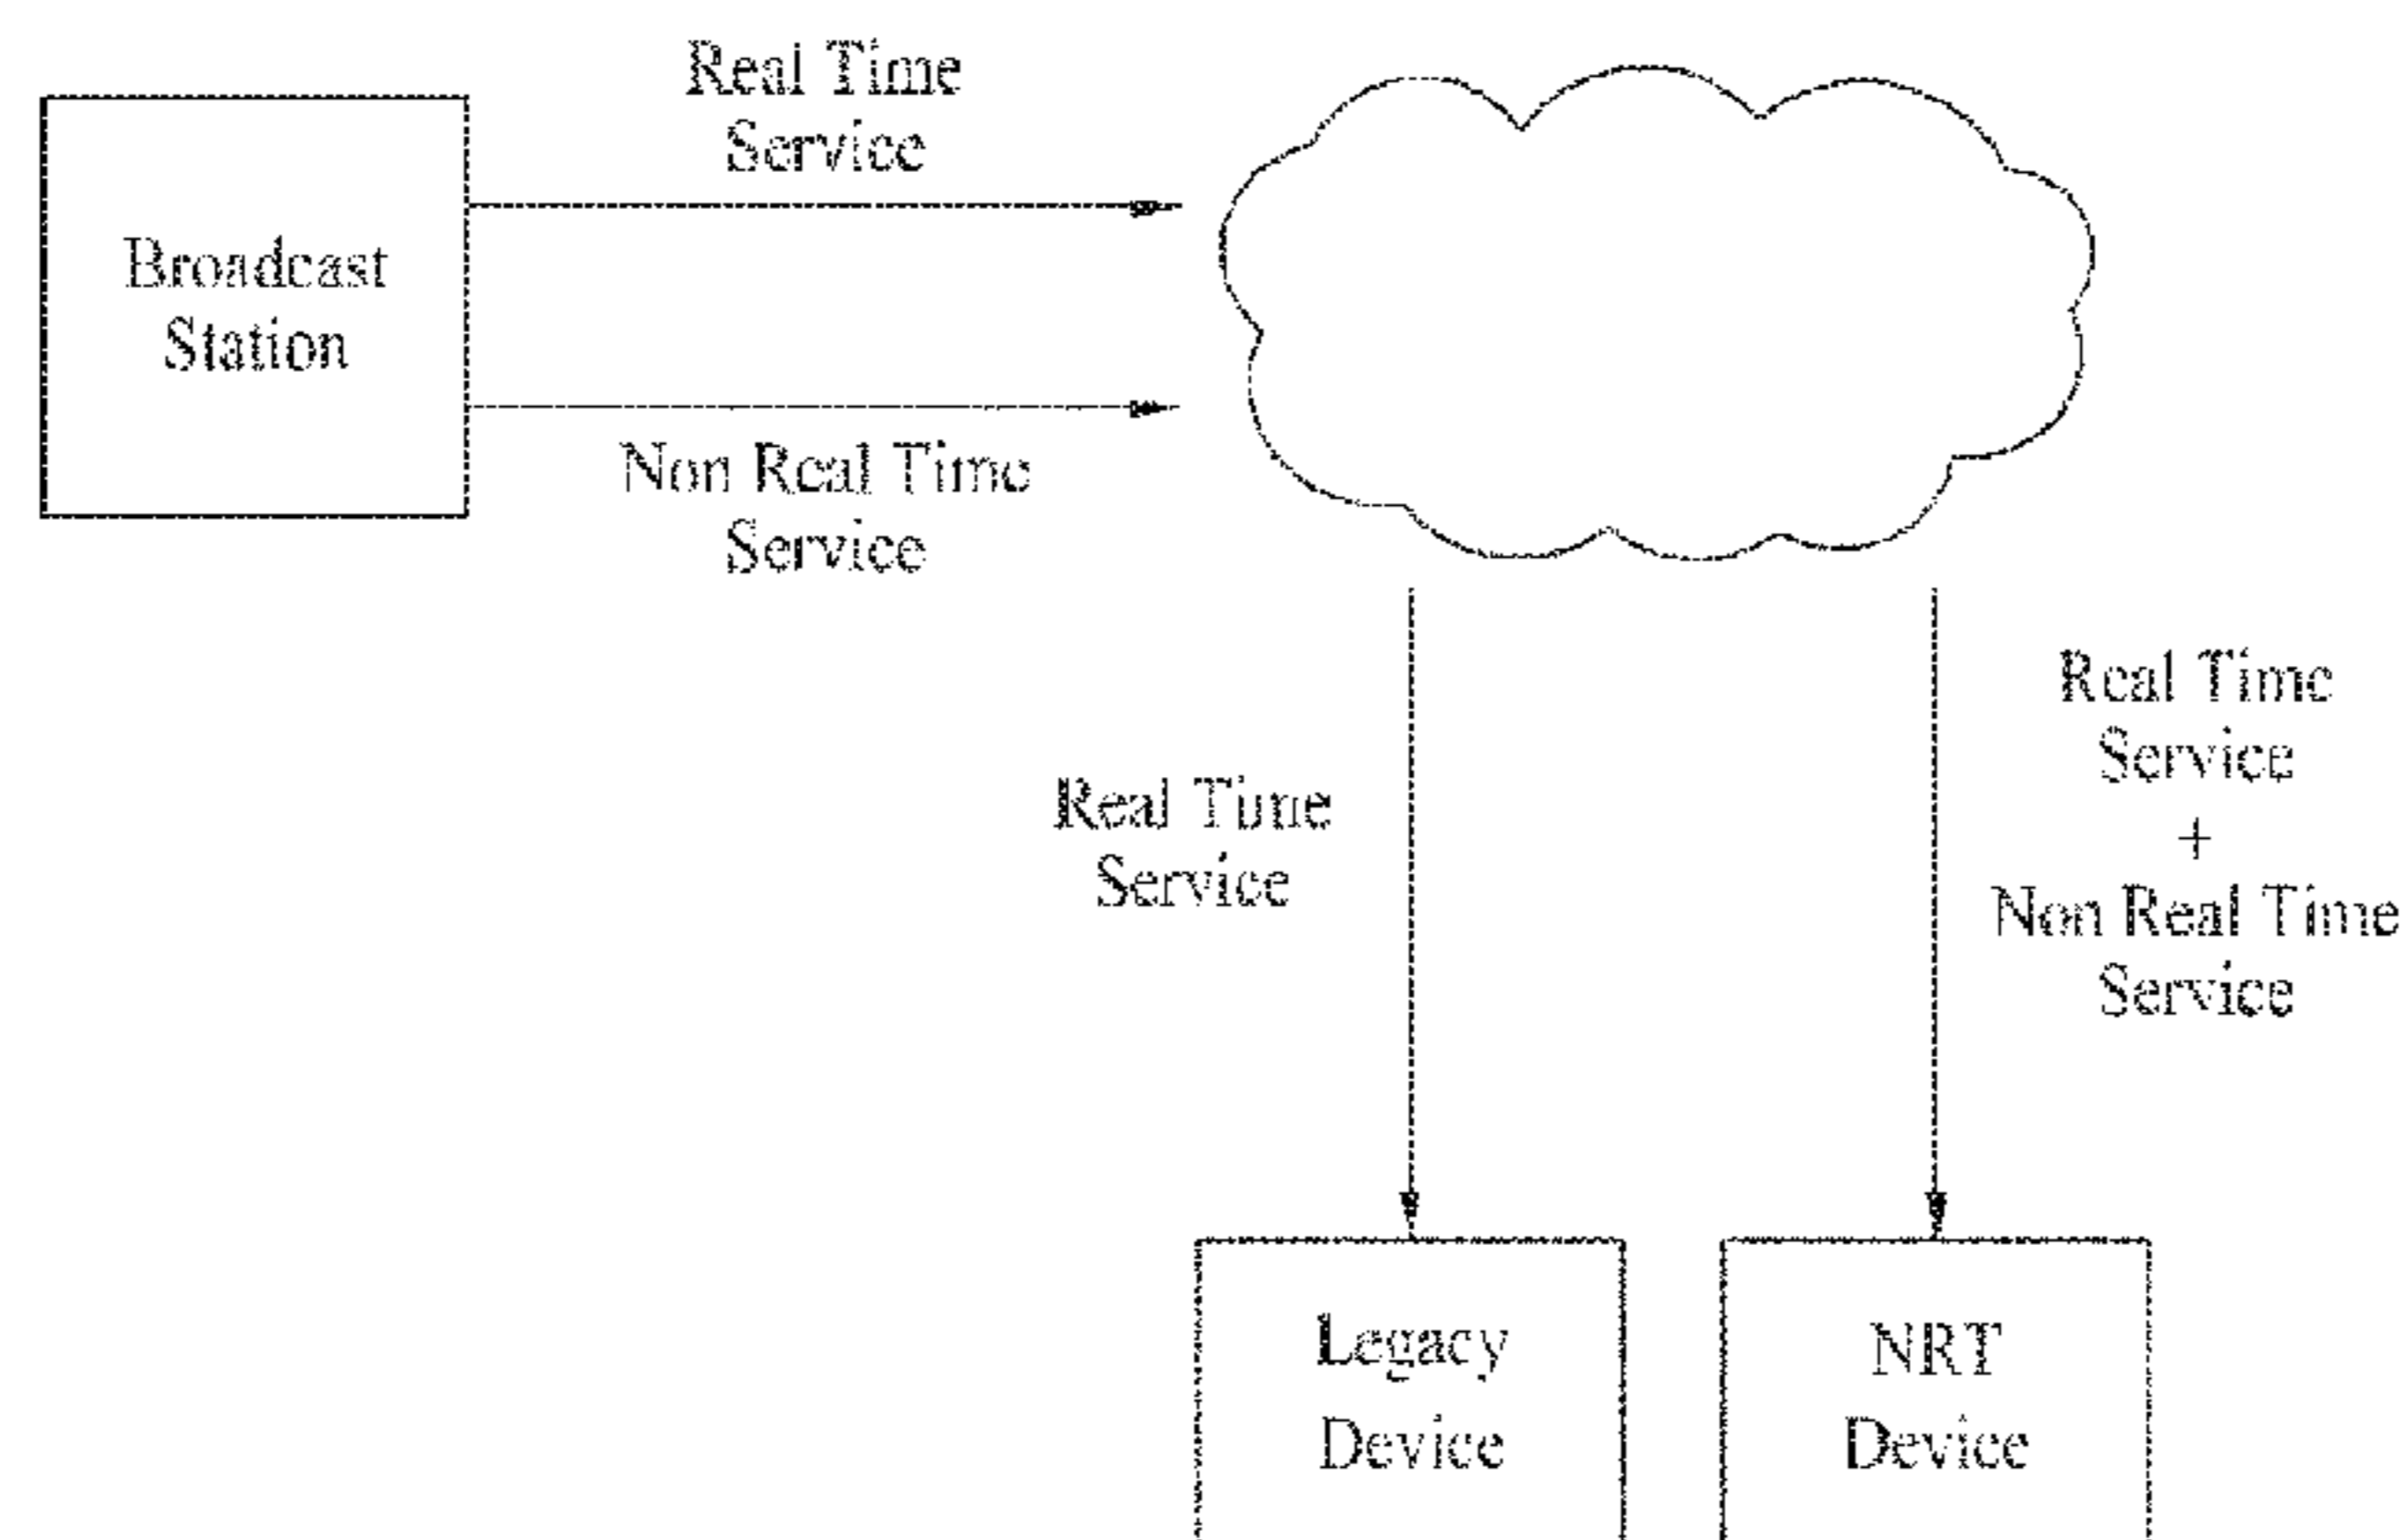 Real Time
Service
Broadcast
Station
Non Real Time
Service
Real Time
Service
Real Time
Service
+
Non Real Time
Service
Legacy
Device
NRT
Device